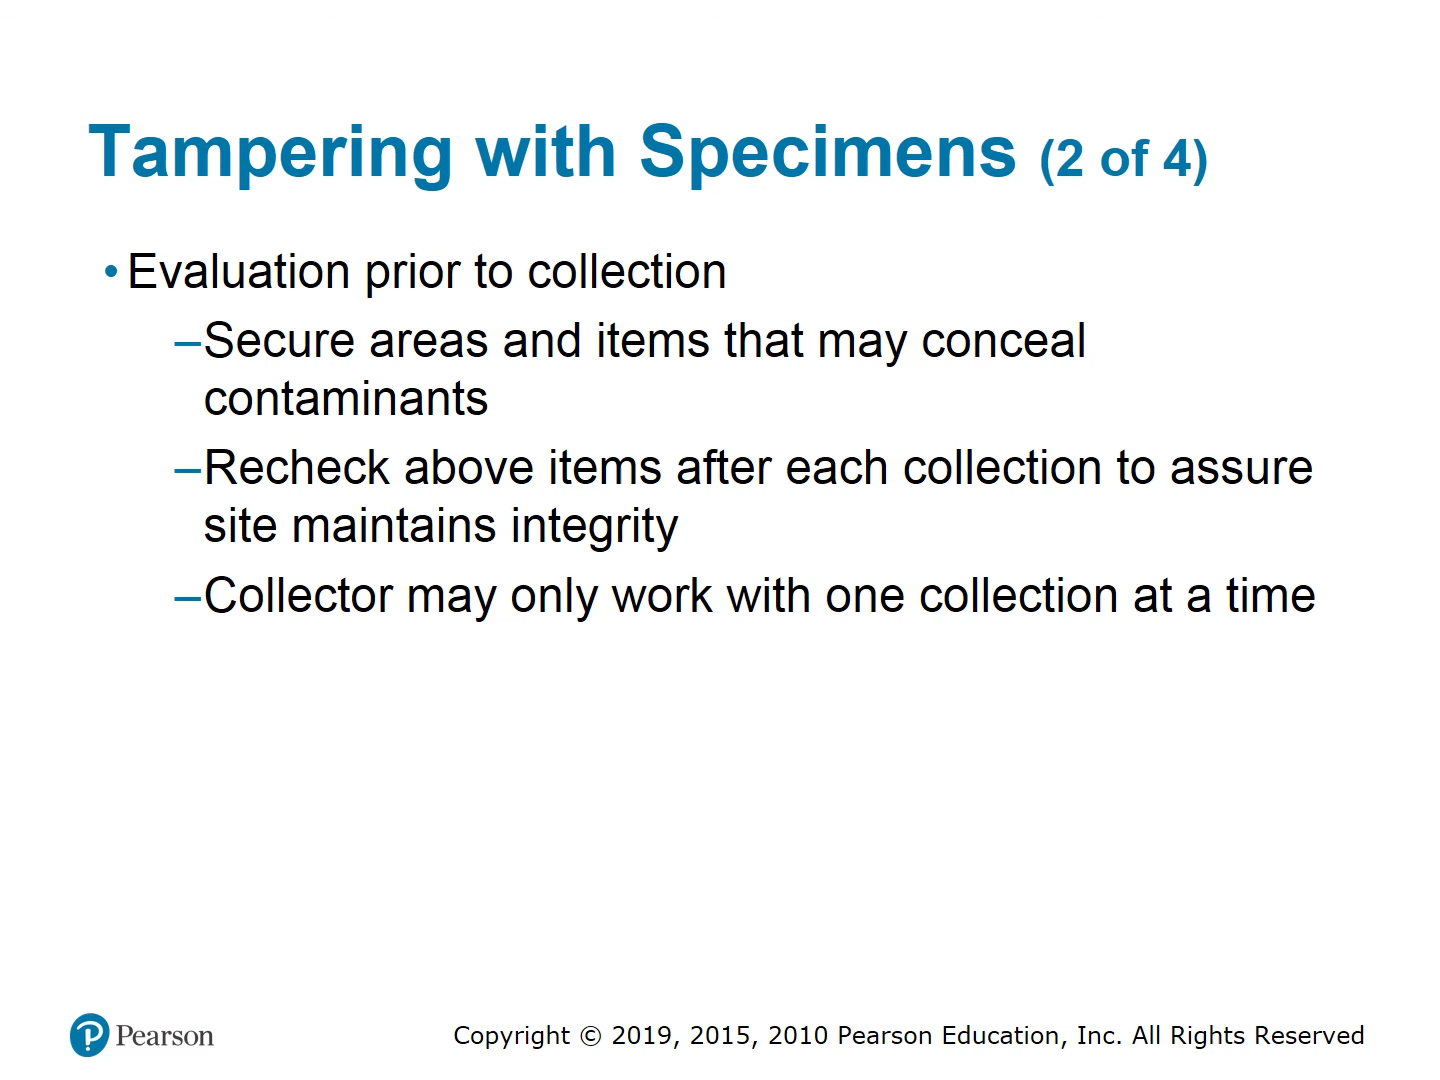 Tampering with Specimens (2 of 4)
• Evaluation prior to collection
–Secure areas and items that may conceal
contaminants
–Recheck above items after each collection to assure
site maintains integrity
–Collector may only work with one collection at a time
Pearson
Copyright © 2019, 2015, 2010 Pearson Education, Inc. All Rights Reserved